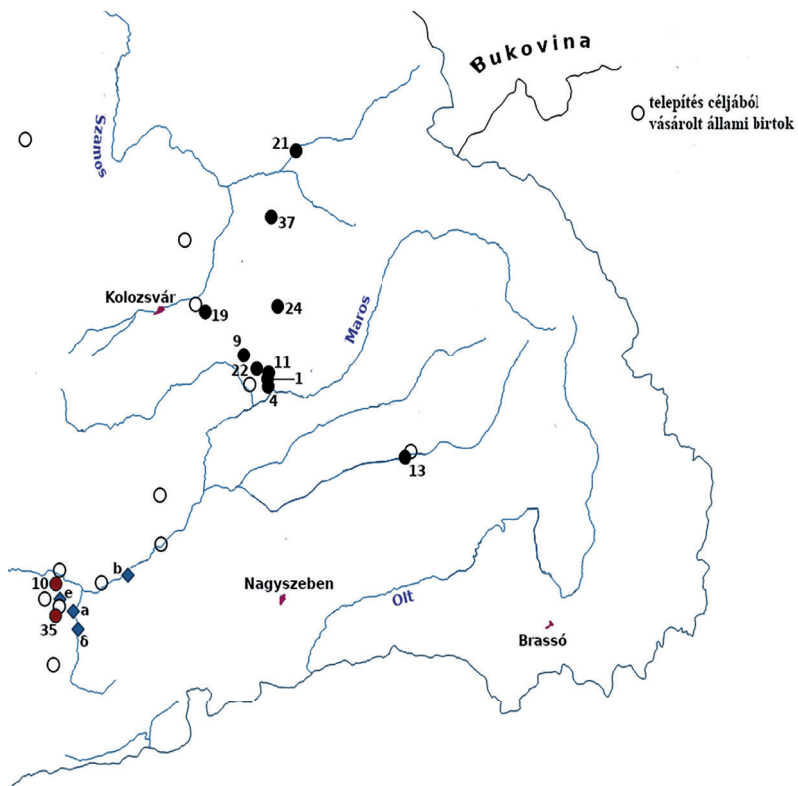 Bukovina
telepítés céljából
vásárolt állami birtok
Szamos
21
37
Kolozsvár
19
24
Maros
9
22
11
1
4
13
b
10
e
a
35
δ
Nagyszeben
Olt
Brassó